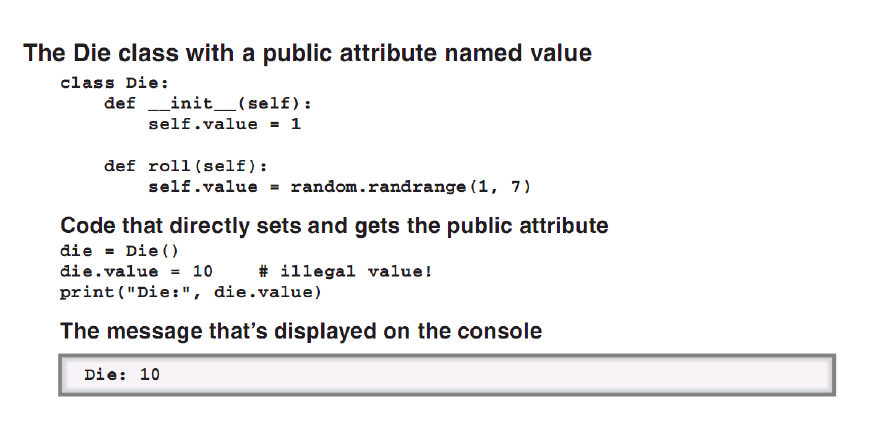 The Die class with a public attribute named value
class Die:
    def __init__(self):
        self.value = 1

    def roll(self):
        self.value = random.randrange(1, 7)
Code that directly sets and gets the public attribute
die = Die()
die.value = 10    # illegal value!
print("Die:", die.value)
The message that’s displayed on the console
Die: 10